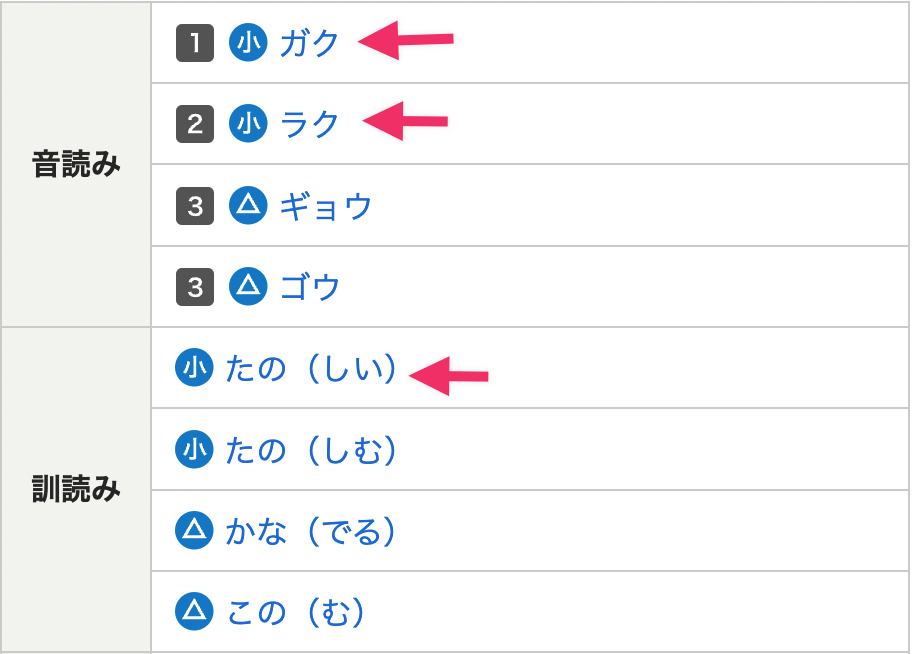 音読み
1 小 ガク
2 小 ラク
3 △ ギョウ
3 △ ゴウ
訓読み
小 たの（しい）
小 たの（しむ）
△ かな（でる）
△ この（む）